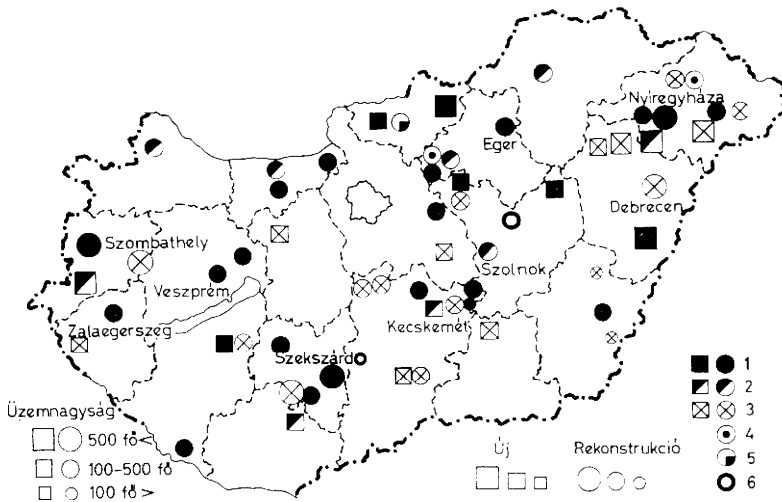 Nyíregyháza
Eger
Debrecen
Szombathely
Veszprém
Szolnok
Zalaegerszeg
Kecskemét
Szekszárd
Üzemnagyság
500 fő <
100-500 fő
100 fő >
Új
Rekonstrukció
1
2
3
4
5
6